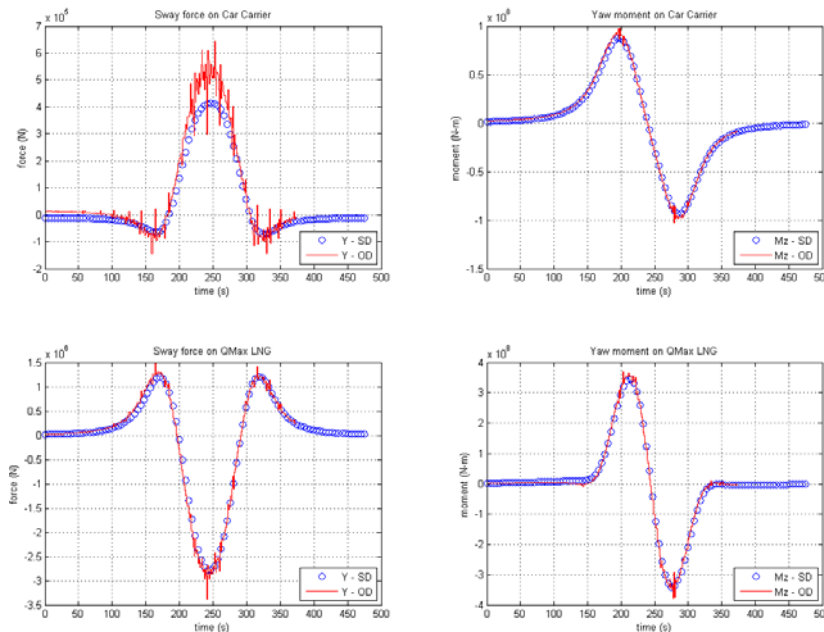 Sway force on Car Carrier
x 10
7
6
5
4
3
2
1
0
-1
-2
force (N)
0 50 100 150 200 250 300 350 400 450 500
time (s)
Y - SD
Y - OD
Yaw moment on Car Carrier
x 10
1
0.5
0
-0.5
-1
-1.5
moment (N-m)
0 50 100 150 200 250 300 350 400 450 500
time (s)
Mz - SD
Mz - OD
Sway force on QMax LNG
x 10⁶
1.5
1
0.5
0
-0.5
-1
-1.5
-2
-2.5
-3
-3.5
force (N)
0 50 100 150 200 250 300 350 400 450 500
time (s)
Y - SD
Y - OD
Yaw moment on QMax LNG
x 10⁸
4
3
2
1
0
-1
-2
-3
-4
moment (N-m)
0 50 100 150 200 250 300 350 400 450 500
time (s)
Mz - SD
Mz - OD